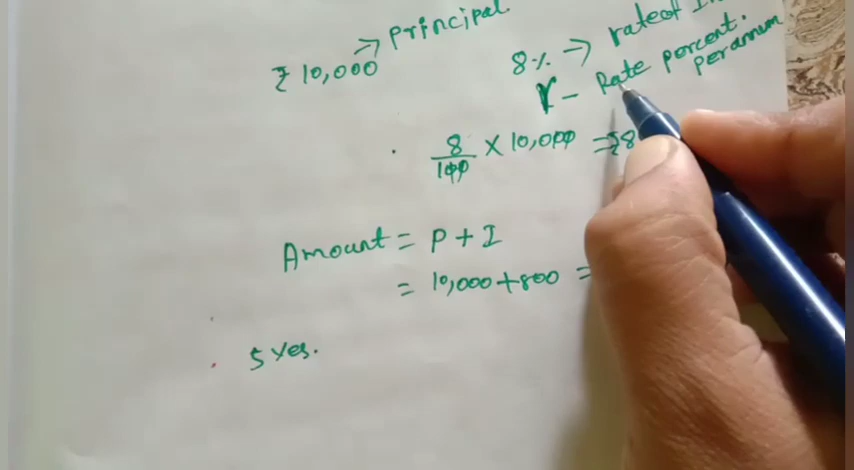 → principal
₹ 10,000
8% → rate of
r - Rate percent.
per annum
8/100 × 10,000 = ₹8
Amount = P + I
= 10,000 + 800 =
5 Yes.